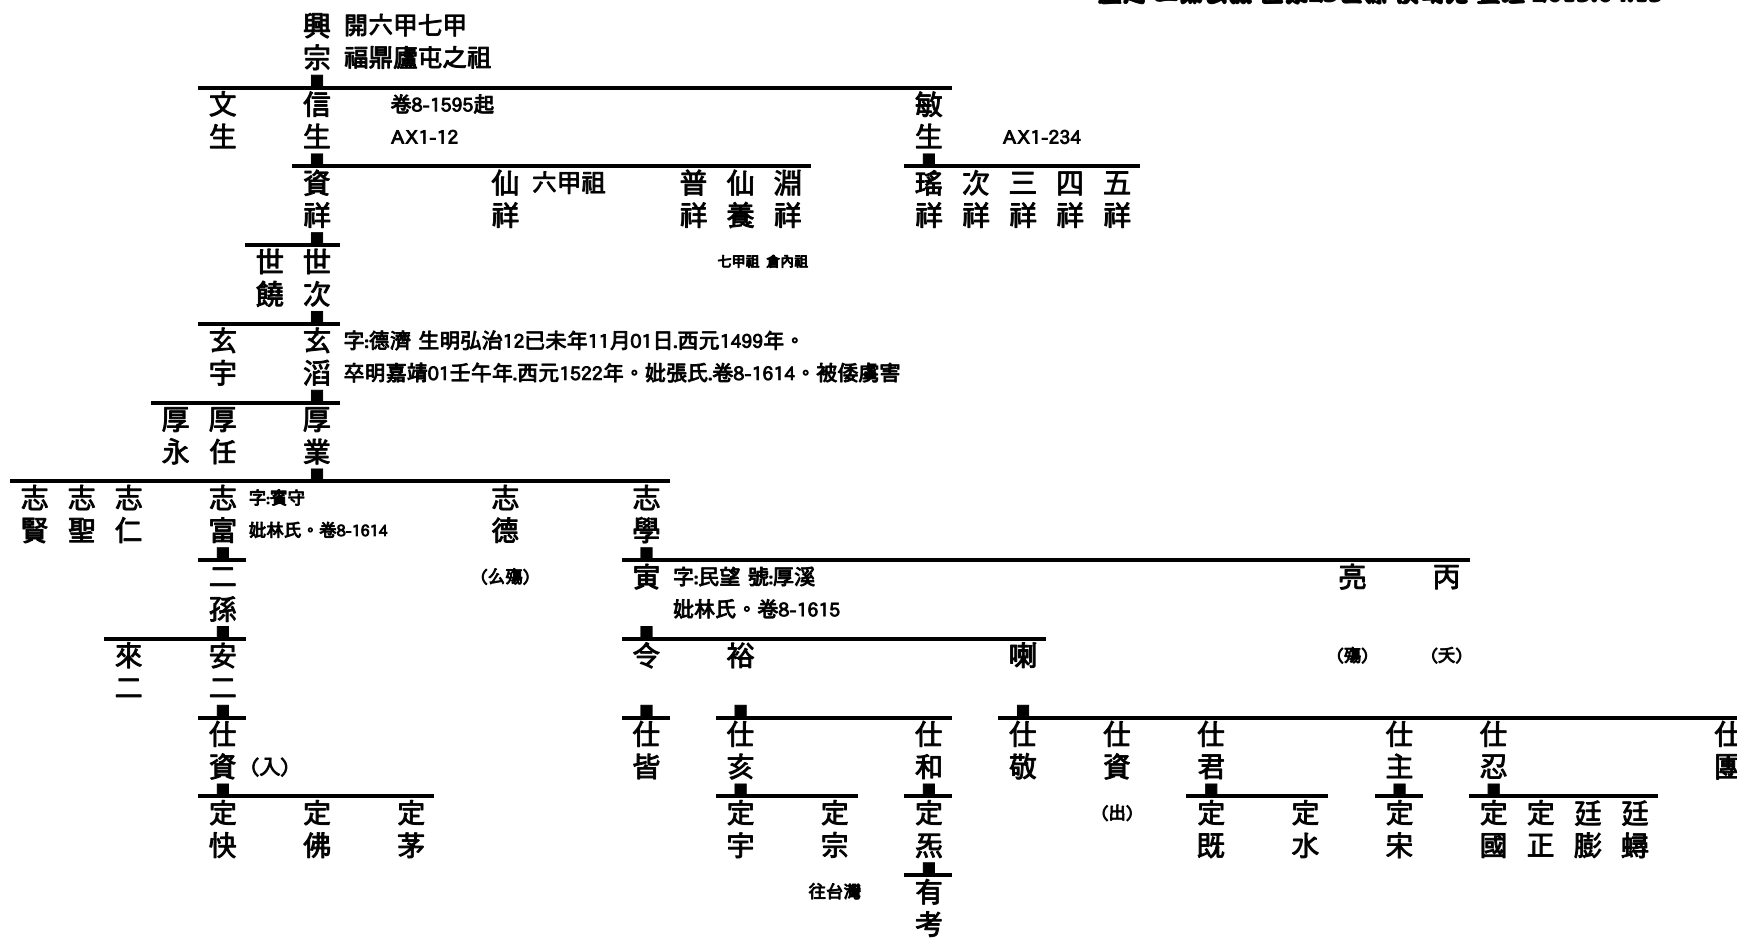 興宗 開六甲七甲
福鼎廬屯之祖
文生 信生 卷8-1595起 敏生
AX1-12 AX1-234
資祥 仙祥 六甲祖 普祥 仙養 淵祥 瑤祥 次祥 三祥 四祥 五祥
七甲祖 倉內祖
世饒 世次
玄宇 玄滔 字:德濟 生明弘治12已未年11月01日.西元1499年。
卒明嘉靖01壬午年.西元1522年。妣張氏.卷8-1614。被倭虜害
厚永 厚任 厚業
志賢 志聖 志仁 志富 字:賓守 志德 志學
妣林氏。卷8-1614
二孫 (么殤) 寅 字:民望 號:厚溪 亮 丙
妣林氏。卷8-1615
來二 安二 令 裕 喇 (殤) (夭)
仕資 (入) 仕皆 仕亥 仕和 仕敬 仕資 仕君 仕主 仕忍 仕團
定快 定佛 定茅 定宇 定宗 定炁 (出) 定既 定水 定宋 定國 定正 廷膨 廷蟳
往台灣 有考